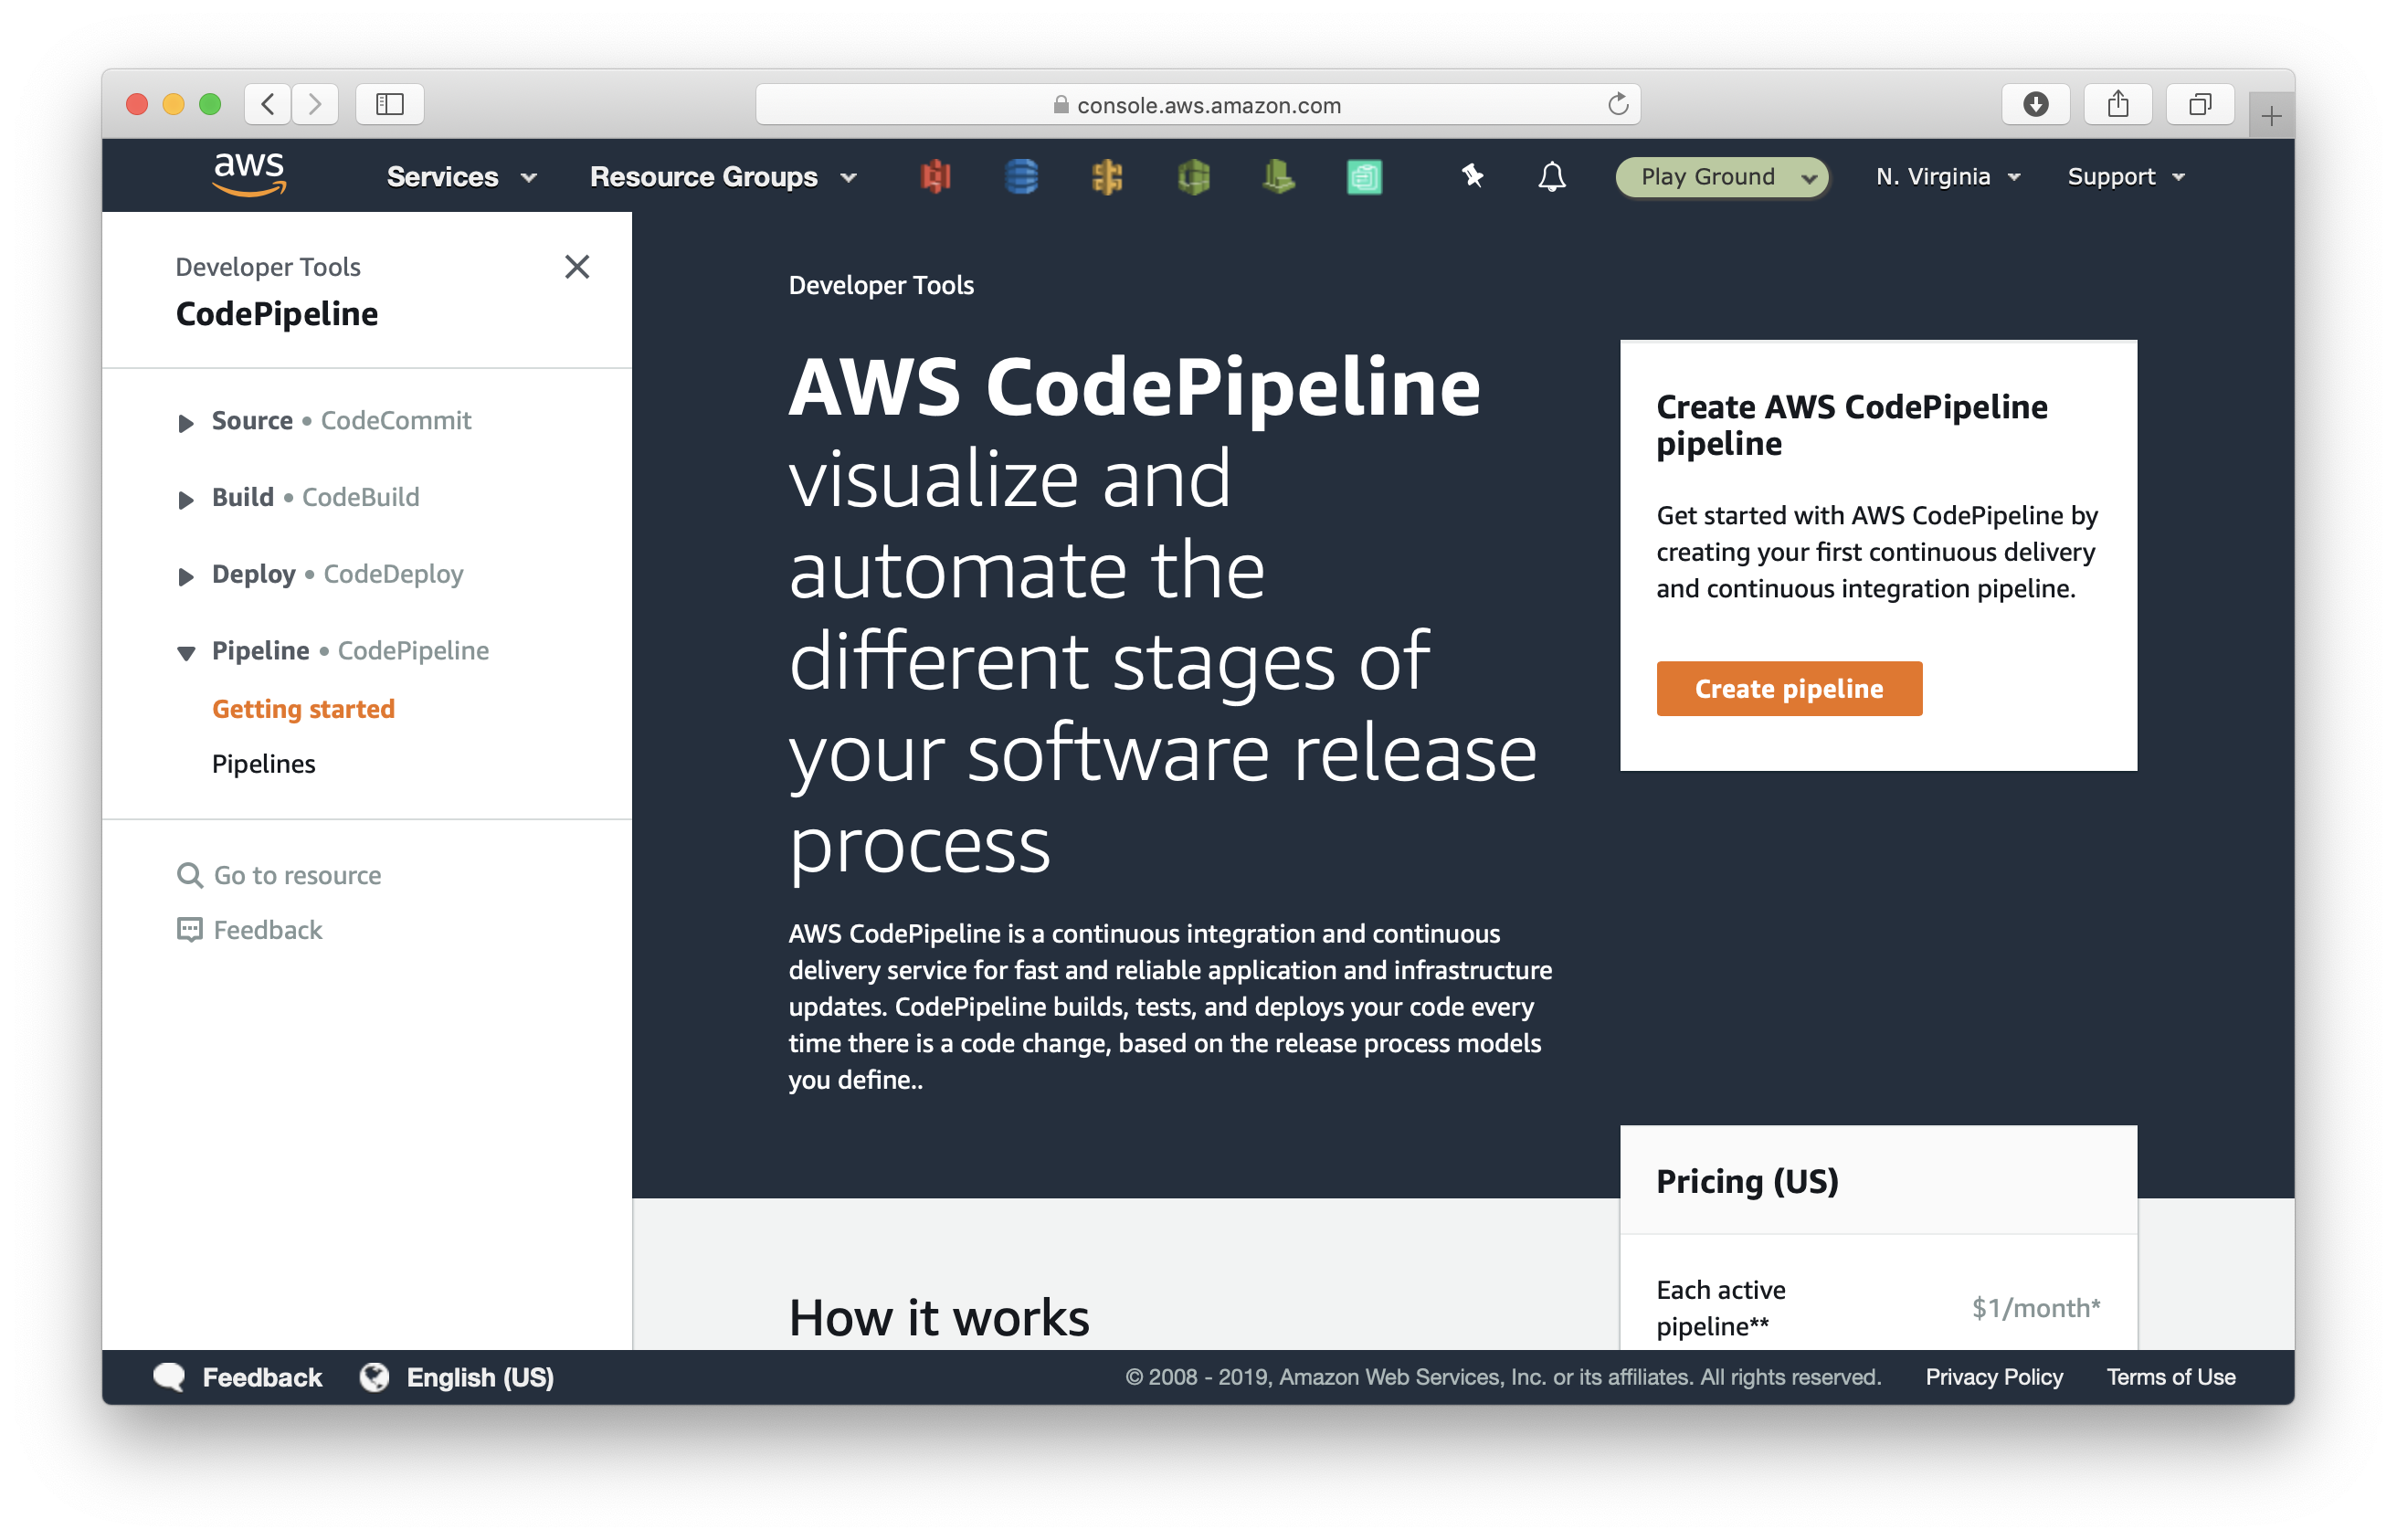 console.aws.amazon.com
aws
Services
Resource Groups
Play Ground
N. Virginia
Support
Developer Tools
CodePipeline
Source • CodeCommit
Build • CodeBuild
Deploy • CodeDeploy
Pipeline • CodePipeline
Getting started
Pipelines
Go to resource
Feedback
Developer Tools
AWS CodePipeline
visualize and
automate the
different stages of
your software release
process
AWS CodePipeline is a continuous integration and continuous
delivery service for fast and reliable application and infrastructure
updates. CodePipeline builds, tests, and deploys your code every
time there is a code change, based on the release process models
you define..
Create AWS CodePipeline
pipeline
Get started with AWS CodePipeline by
creating your first continuous delivery
and continuous integration pipeline.
Create pipeline
Pricing (US)
Each active
pipeline**
$1/month*
How it works
Feedback
English (US)
© 2008 - 2019, Amazon Web Services, Inc. or its affiliates. All rights reserved.
Privacy Policy
Terms of Use